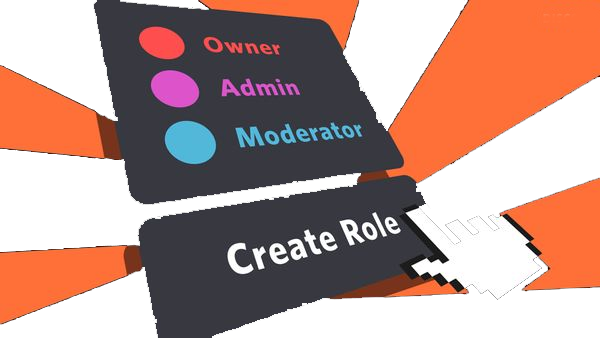 Owner
Admin
Moderator
Create Role